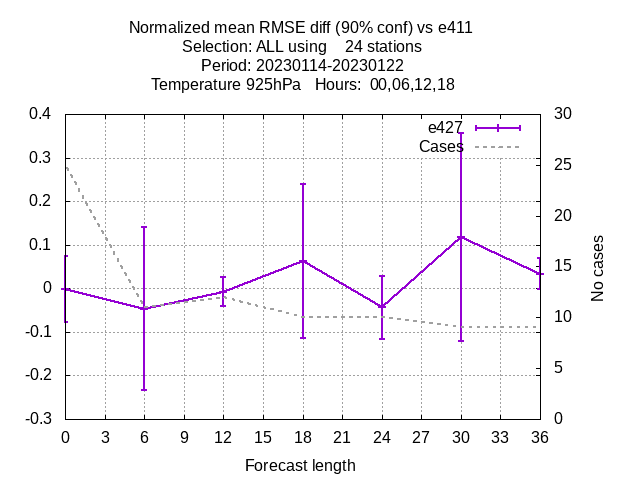 Normalized mean RMSE diff (90% conf) vs e411
Selection: ALL using    24 stations
Period: 20230114-20230122
Temperature 925hPa   Hours:  00,06,12,18
e427
Cases
0.4
0.3
0.2
0.1
0
-0.1
-0.2
-0.3
30
25
20
15
10
5
0
No cases
0 3 6 9 12 15 18 21 24 27 30 33 36
Forecast length